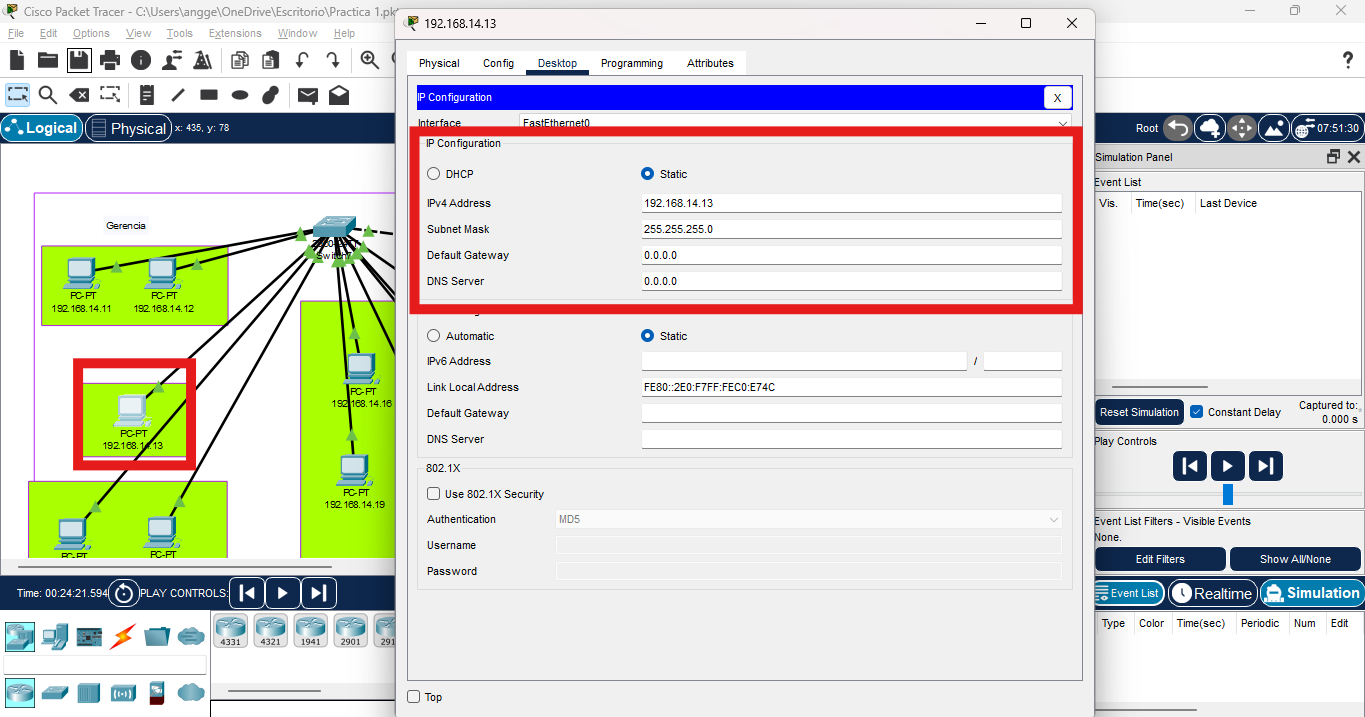 Cisco Packet Tracer - C:\Users\angge\OneDrive\Escritorio\Practica 1.pk
File Edit Options View Tools Extensions Window Help
Logical Physical x: 435, y: 78
Root 07:51:30
192.168.14.13
Physical Config Desktop Programming Attributes
IP Configuration X
Interface FastEthernet0
IP Configuration
DHCP Static
IPv4 Address 192.168.14.13
Subnet Mask 255.255.255.0
Default Gateway 0.0.0.0
DNS Server 0.0.0.0
Automatic Static
IPv6 Address /
Link Local Address FE80::2E0:F7FF:FEC0:E74C
Default Gateway
DNS Server
802.1X
Use 802.1X Security
Authentication MD5
Username
Password
Top
Gerencia
PC-PT
192.168.14.11
PC-PT
192.168.14.12
PC-PT
192.168.14.13
PC-PT
192.168.14.16
PC-PT
192.168.14.19
PC-PT
PC-PT
Simulation Panel
Event List
Vis. Time(sec) Last Device
Reset Simulation Constant Delay Captured to:
0.000 s
Play Controls
Event List Filters - Visible Events
None.
Edit Filters Show All/None
Event List Realtime Simulation
Time: 00:24:21.594 PLAY CONTROLS:
4331 4321 1941 2901 291
Type Color Time(sec) Periodic Num Edit